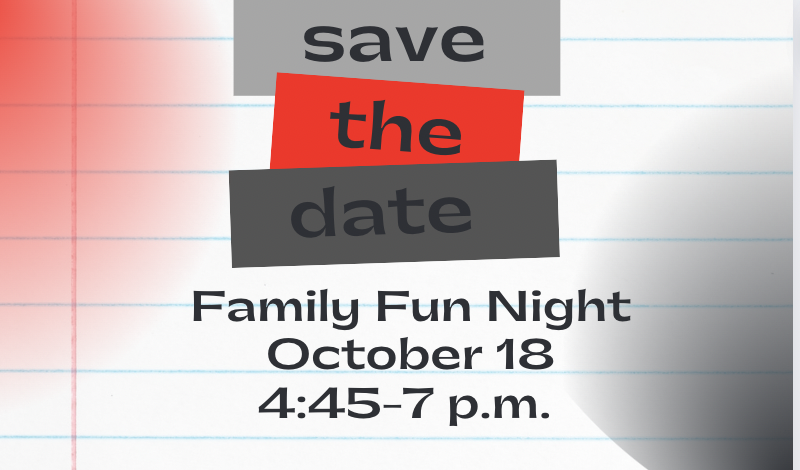 save
the
date
Family Fun Night
October 18
4:45-7 p.m.